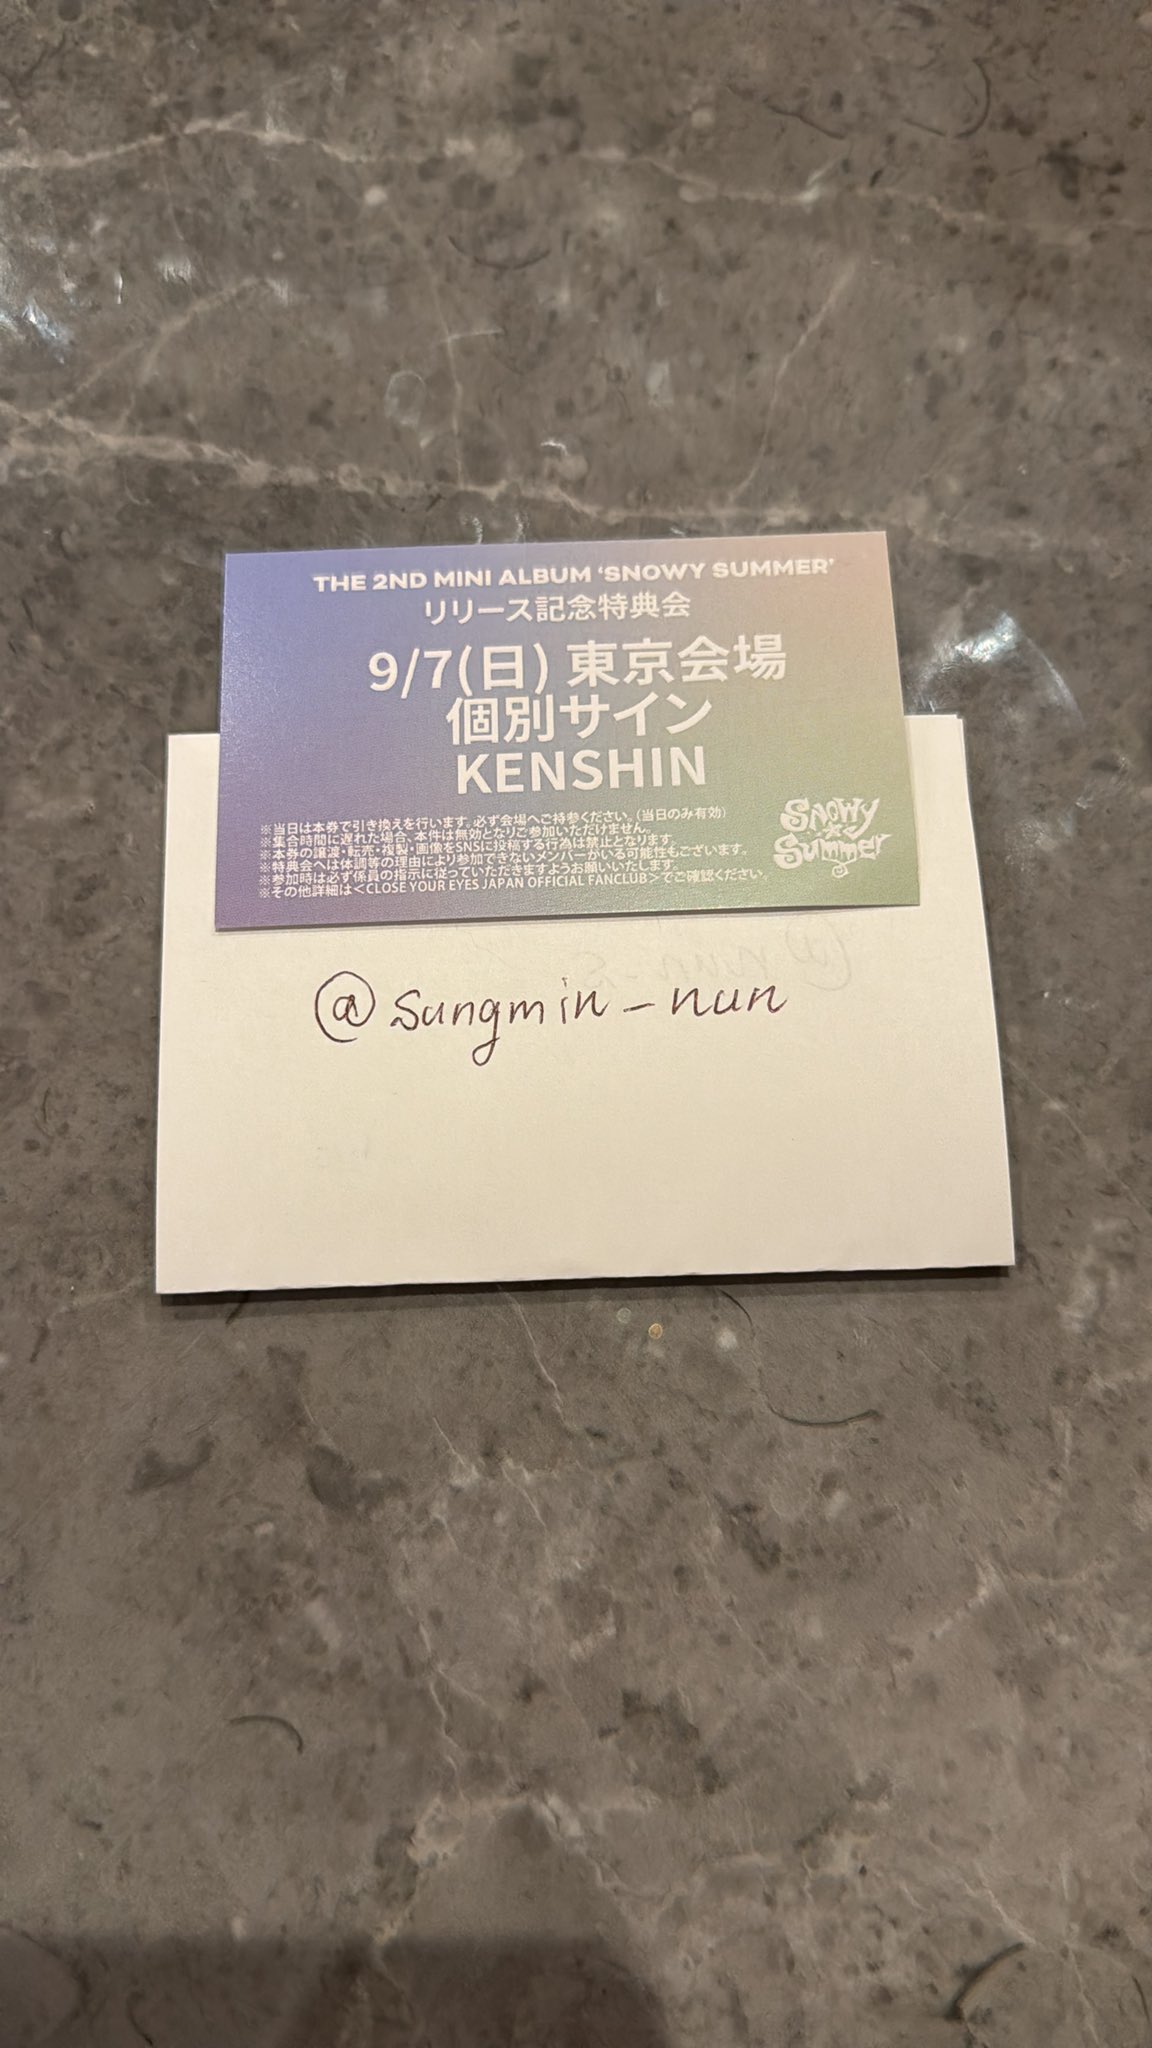 THE 2ND MINI ALBUM 'SNOWY SUMMER'
リリース記念特典会
9/7(日) 東京会場
個別サイン
KENSHIN
※当日は本券で引き換えを行います。必ず会場へご持参ください。(当日のみ有効)
※集合時間に遅れた場合、本件は無効となりご参加いただけません。
※本券の譲渡・転売・複製・画像をSNSに投稿する行為は禁止となります。
※特典会へは体調等の理由により参加できないメンバーがいる可能性もございます。
※参加時は必ず係員の指示に従っていただきますようお願いいたします。
※その他詳細は<CLOSE YOUR EYES JAPAN OFFICIAL FANCLUB>でご確認ください。
Snowy
Summer
@sungmin_nun